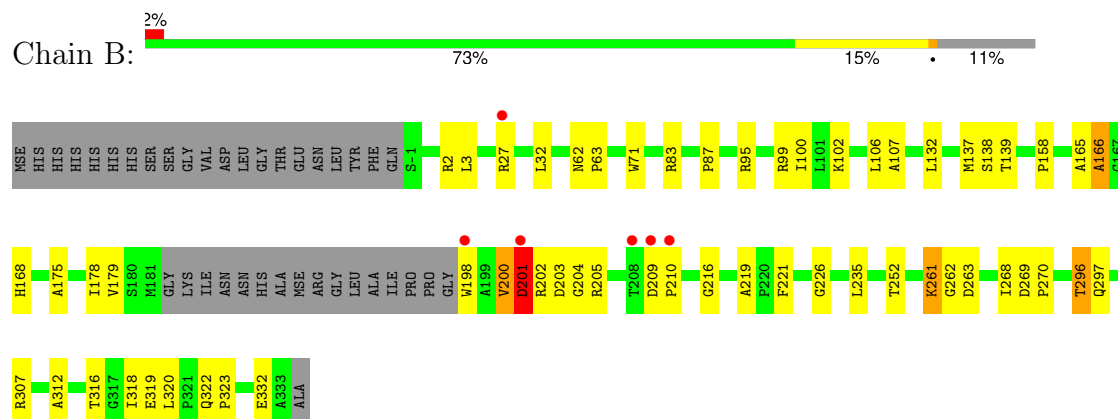 2%
Chain B:
73% 15% • 11%
MSE HIS HIS HIS HIS HIS HIS SER SER GLY VAL ASP LEU GLY THR GLU ASN LEU TYR PHE GLN S-1 R2 L3 R27 L32 N62 P63 W71 R83 P87 R95 R99 I100 L101 K102 L106 A107 L132 M137 S138 T139 P158 A165 A166 G167
H168 A175 I178 V179 S180 M181 GLY LYS ILE ASN ASN HIS ALA MSE ARG GLY LEU ALA ILE PRO PRO GLY W198 A199 V200 D201 R202 D203 G204 R205 T208 D209 P210 G216 A219 P220 F221 G226 L235 T252 K261 G262 D263 I268 D269 P270 T296 Q297
R307 A312 T316 G317 I318 E319 L320 P321 Q322 P323 E332 A333 ALA